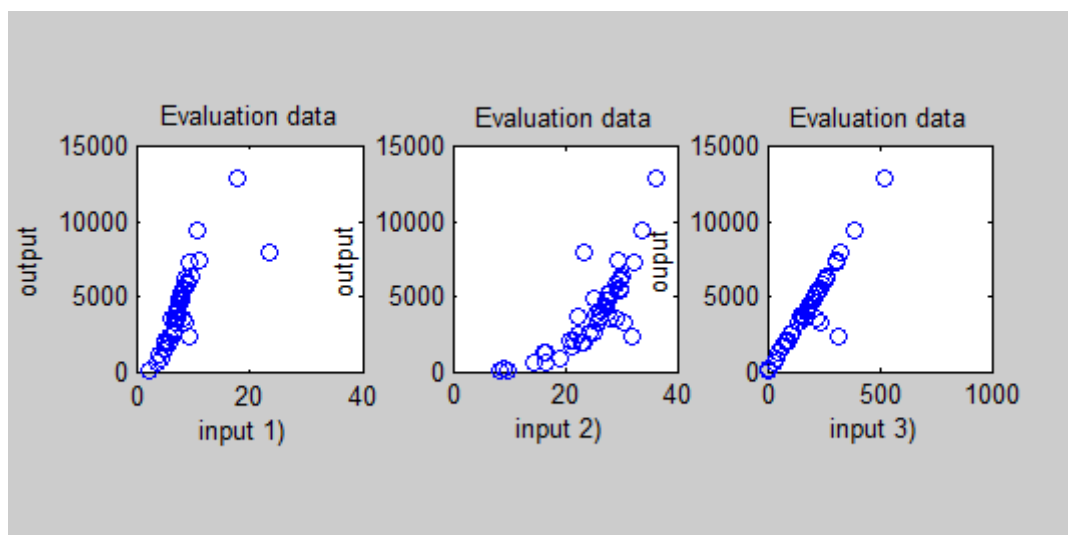 Evaluation data
15000
10000
5000
0
output
0
20
40
input 1)
Evaluation data
15000
10000
5000
0
output
0
20
40
input 2)
Evaluation data
15000
10000
5000
0
ouput
0
500
1000
input 3)